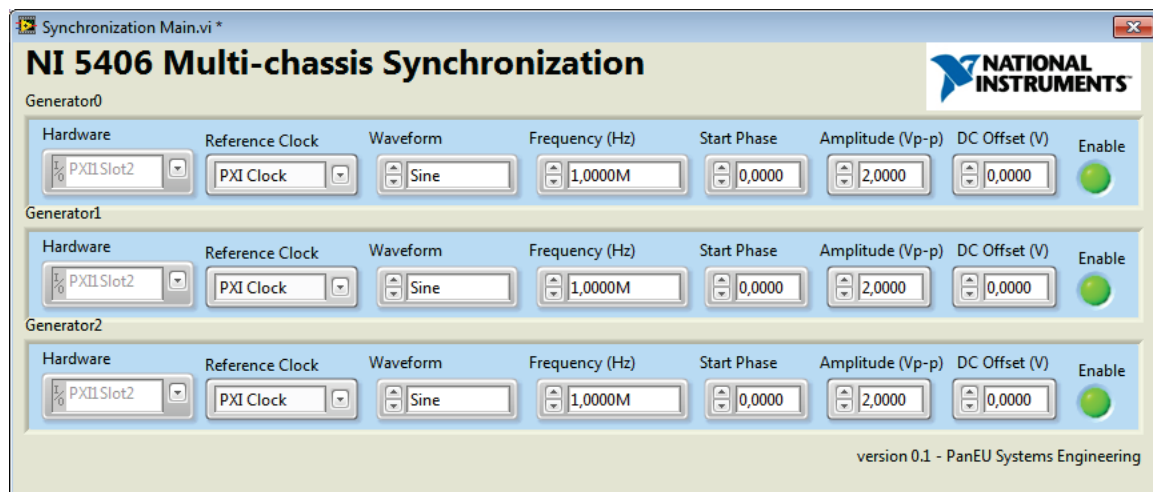 Synchronization Main.vi *
NI 5406 Multi-chassis Synchronization
NATIONAL
INSTRUMENTS™
Generator0
Hardware Reference Clock Waveform Frequency (Hz) Start Phase Amplitude (Vp-p) DC Offset (V) Enable
I/O PXI1Slot2 PXI Clock Sine 1,0000M 0,0000 2,0000 0,0000
Generator1
Hardware Reference Clock Waveform Frequency (Hz) Start Phase Amplitude (Vp-p) DC Offset (V) Enable
I/O PXI1Slot2 PXI Clock Sine 1,0000M 0,0000 2,0000 0,0000
Generator2
Hardware Reference Clock Waveform Frequency (Hz) Start Phase Amplitude (Vp-p) DC Offset (V) Enable
I/O PXI1Slot2 PXI Clock Sine 1,0000M 0,0000 2,0000 0,0000
version 0.1 - PanEU Systems Engineering